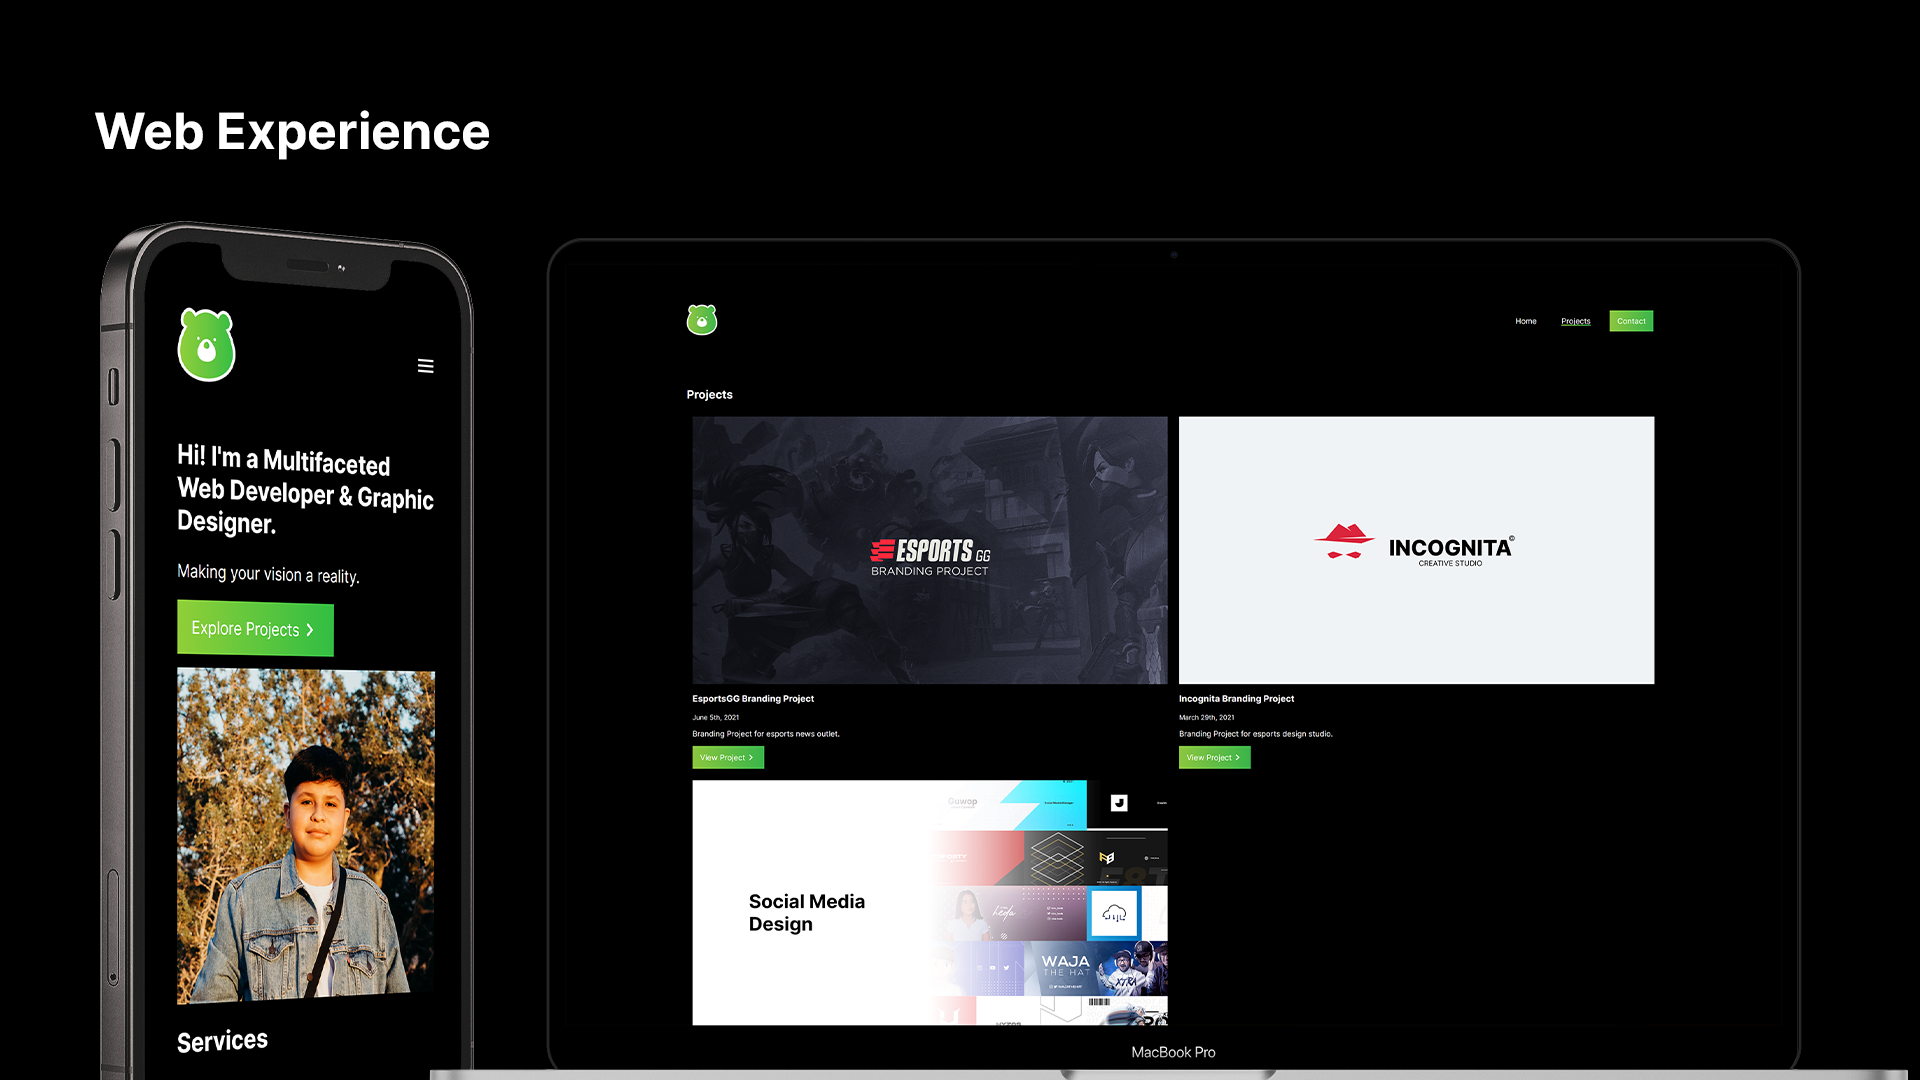 Web Experience
Hi! I'm a Multifaceted
Web Developer & Graphic
Designer.
Making your vision a reality.
Explore Projects
Services
Home
Projects
Contact
Projects
ESPORTS GG
BRANDING PROJECT
INCOGNITA©
CREATIVE STUDIO
EsportsGG Branding Project
June 5th, 2021
Branding Project for esports news outlet.
View Project
Incognita Branding Project
March 29th, 2021
Branding Project for esports design studio.
View Project
Social Media
Design
Guwop
heda
WAJA
THE HAT
MacBook Pro